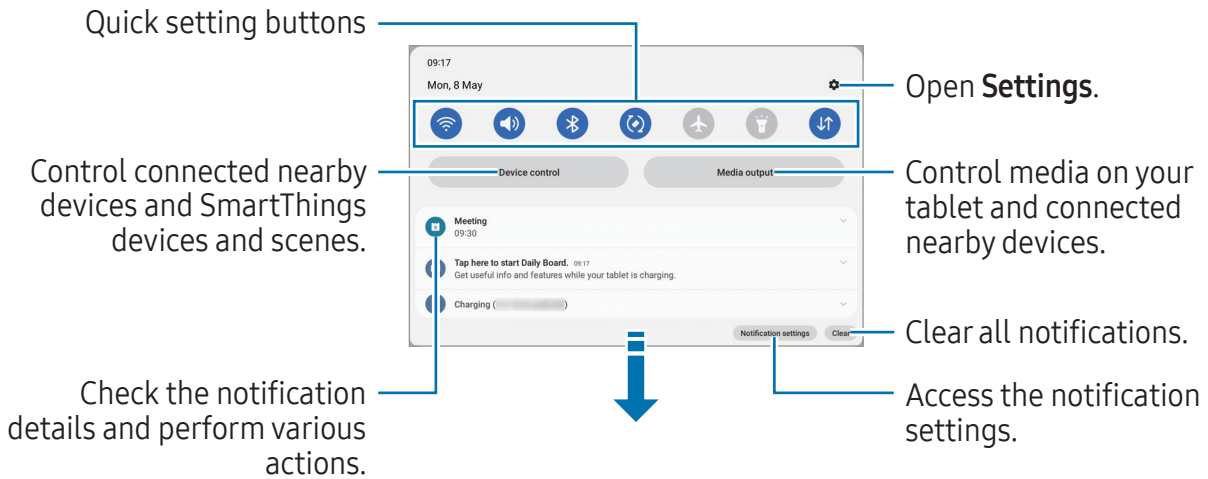 Quick setting buttons
09:17
Mon, 8 May
Open Settings.
Control connected nearby
devices and SmartThings
devices and scenes.
Device control
Media output
Control media on your
tablet and connected
nearby devices.
Meeting
09:30
Tap here to start Daily Board. 09:17
Get useful info and features while your tablet is charging.
Charging ( )
Notification settings
Clear
Clear all notifications.
Check the notification
details and perform various
actions.
Access the notification
settings.